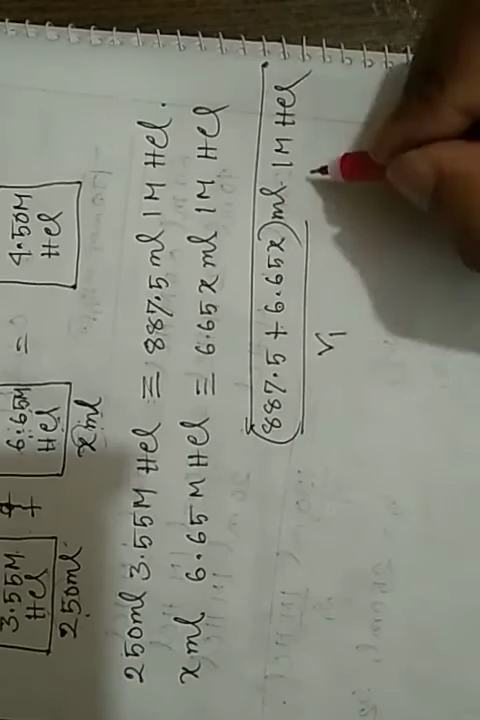 3.55M + 6.65M = 4.50M
HCl HCl HCl
250ml x ml
250ml 3.55M HCl ≡ 887.5 ml 1M HCl.
x ml 6.65 M HCl ≡ 6.65x ml 1M HCl
(887.5 + 6.65x) ml 1M HCl
V1